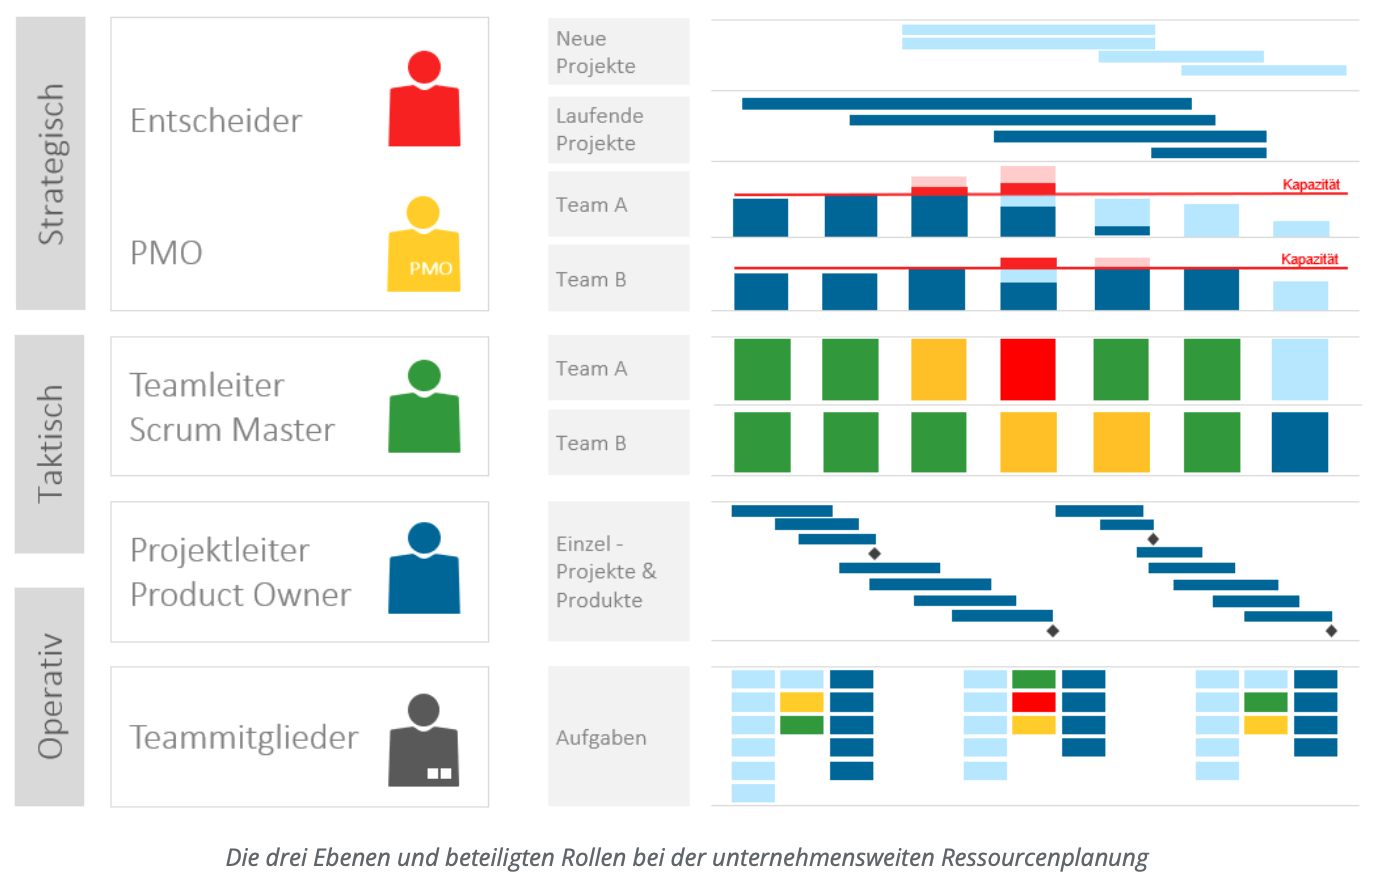 Strategisch
Entscheider
PMO
PMO
Neue
Projekte
Laufende
Projekte
Team A
Kapazität
Team B
Kapazität
Taktisch
Teamleiter
Scrum Master
Team A
Team B
Projektleiter
Product Owner
Einzel -
Projekte &
Produkte
Operativ
Teammitglieder
Aufgaben
Die drei Ebenen und beteiligten Rollen bei der unternehmensweiten Ressourcenplanung